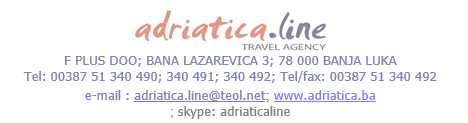 adriatica.line
TRAVEL AGENCY
F PLUS DOO; BANA LAZAREVICA 3; 78 000 BANJA LUKA
Tel: 00387 51 340 490; 340 491; 340 492; Tel/fax: 00387 51 340 492
e-mail : adriatica.line@teol.net; www.adriatica.ba
; skype: adriaticaline